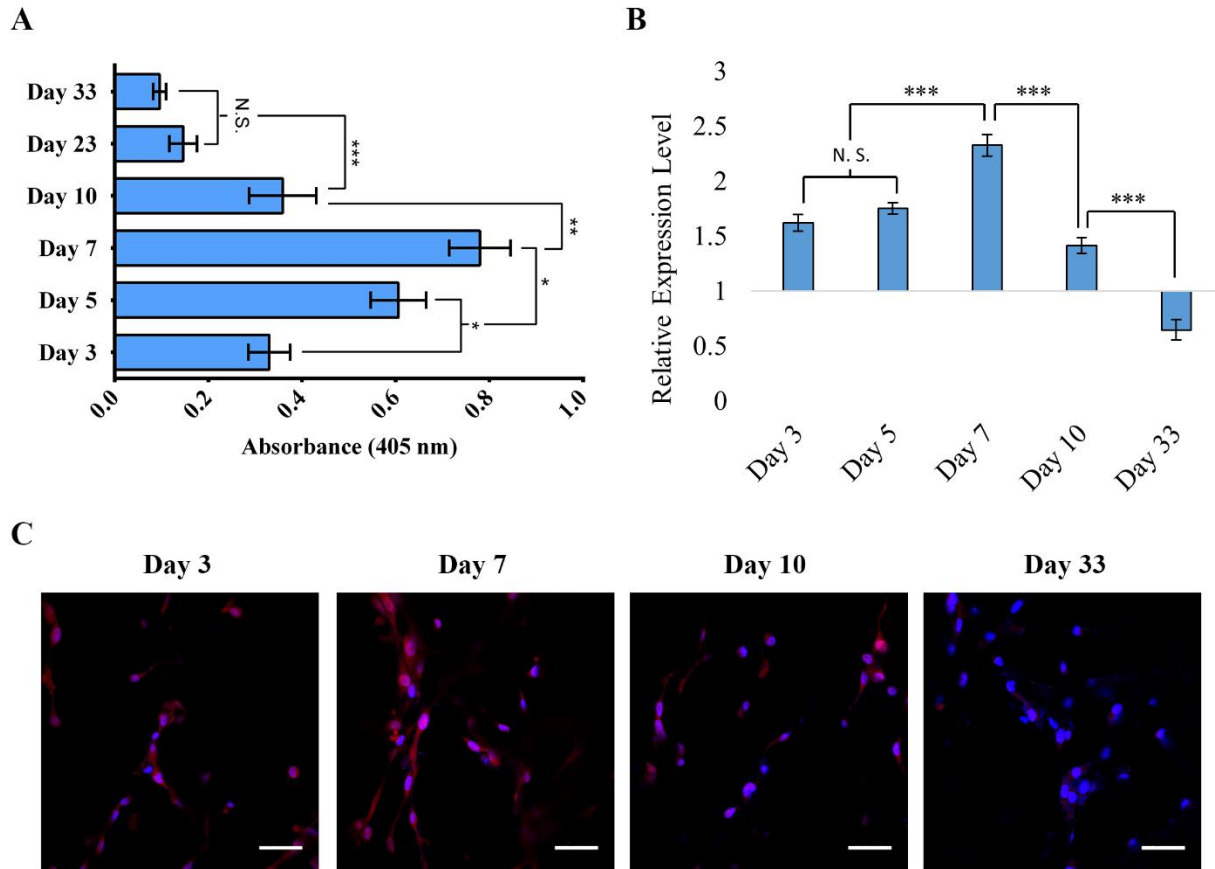 A
Day 33
Day 23
Day 10
Day 7
Day 5
Day 3
N.S.
***
**
*
*
0.0
0.2
0.4
0.6
0.8
1.0
Absorbance (405 nm)
B
Relative Expression Level
3
2.5
2
1.5
1
0.5
0
N. S.
***
***
***
Day 3
Day 5
Day 7
Day 10
Day 33
C
Day 3
Day 7
Day 10
Day 33